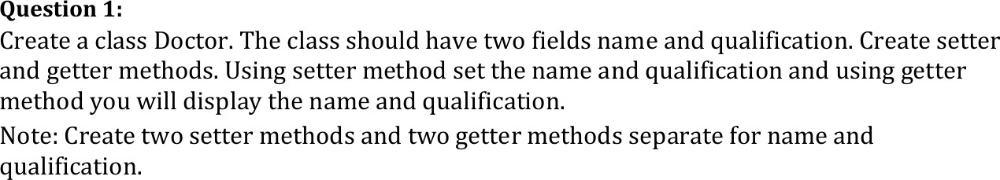 Question 1:
Create a class Doctor. The class should have two fields name and qualification. Create setter
and getter methods. Using setter method set the name and qualification and using getter
method you will display the name and qualification.
Note: Create two setter methods and two getter methods separate for name and
qualification.